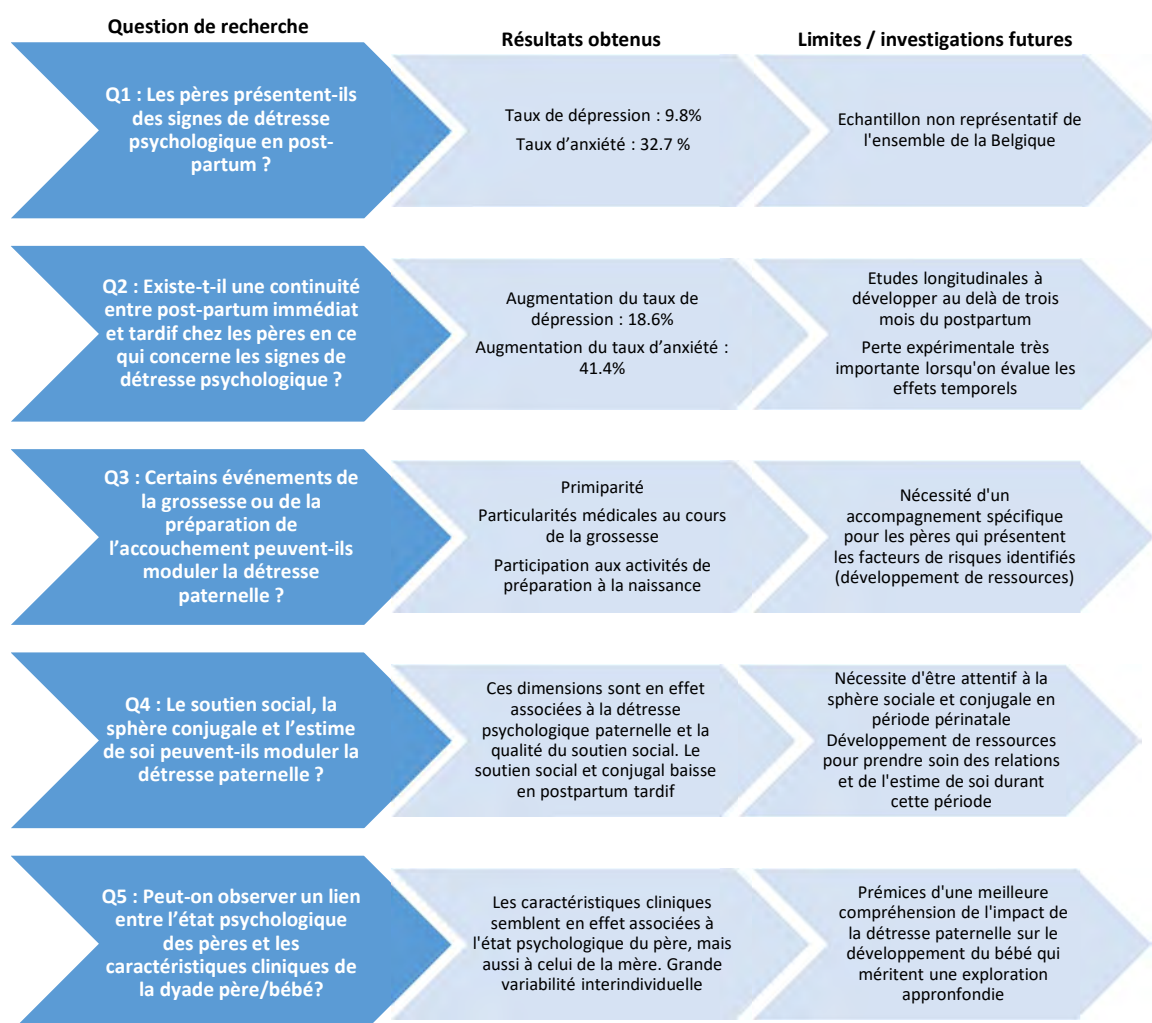 Question de recherche
Résultats obtenus
Limites / investigations futures
Q1 : Les pères présentent-ils
des signes de détresse
psychologique en post-
partum ?
Taux de dépression : 9.8%
Taux d’anxiété : 32.7 %
Echantillon non représentatif de
l'ensemble de la Belgique
Q2 : Existe-t-il une continuité
entre post-partum immédiat
et tardif chez les pères en ce
qui concerne les signes de
détresse psychologique ?
Augmentation du taux de
dépression : 18.6%
Augmentation du taux d’anxiété :
41.4%
Etudes longitudinales à
développer au delà de trois
mois du postpartum
Perte expérimentale très
importante lorsqu'on évalue les
effets temporels
Q3 : Certains événements de
la grossesse ou de la
préparation de
l’accouchement peuvent-ils
moduler la détresse
paternelle ?
Primiparité
Particularités médicales au cours
de la grossesse
Participation aux activités de
préparation à la naissance
Nécessité d'un
accompagnement spécifique
pour les pères qui présentent
les facteurs de risques identifiés
(développement de ressources)
Q4 : Le soutien social, la
sphère conjugale et l’estime
de soi peuvent-ils moduler la
détresse paternelle ?
Ces dimensions sont en effet
associées à la détresse
psychologique paternelle et la
qualité du soutien social. Le
soutien social et conjugal baisse
en postpartum tardif
Nécessite d'être attentif à la
sphère sociale et conjugale en
période périnatale
Développement de ressources
pour prendre soin des relations
et de l'estime de soi durant
cette période
Q5 : Peut-on observer un lien
entre l’état psychologique
des pères et les
caractéristiques cliniques de
la dyade père/bébé?
Les caractéristiques cliniques
semblent en effet associées à
l'état psychologique du père, mais
aussi à celui de la mère. Grande
variabilité interindividuelle
Prémices d'une meilleure
compréhension de l'impact de
la détresse paternelle sur le
développement du bébé qui
méritent une exploration
appronfondie